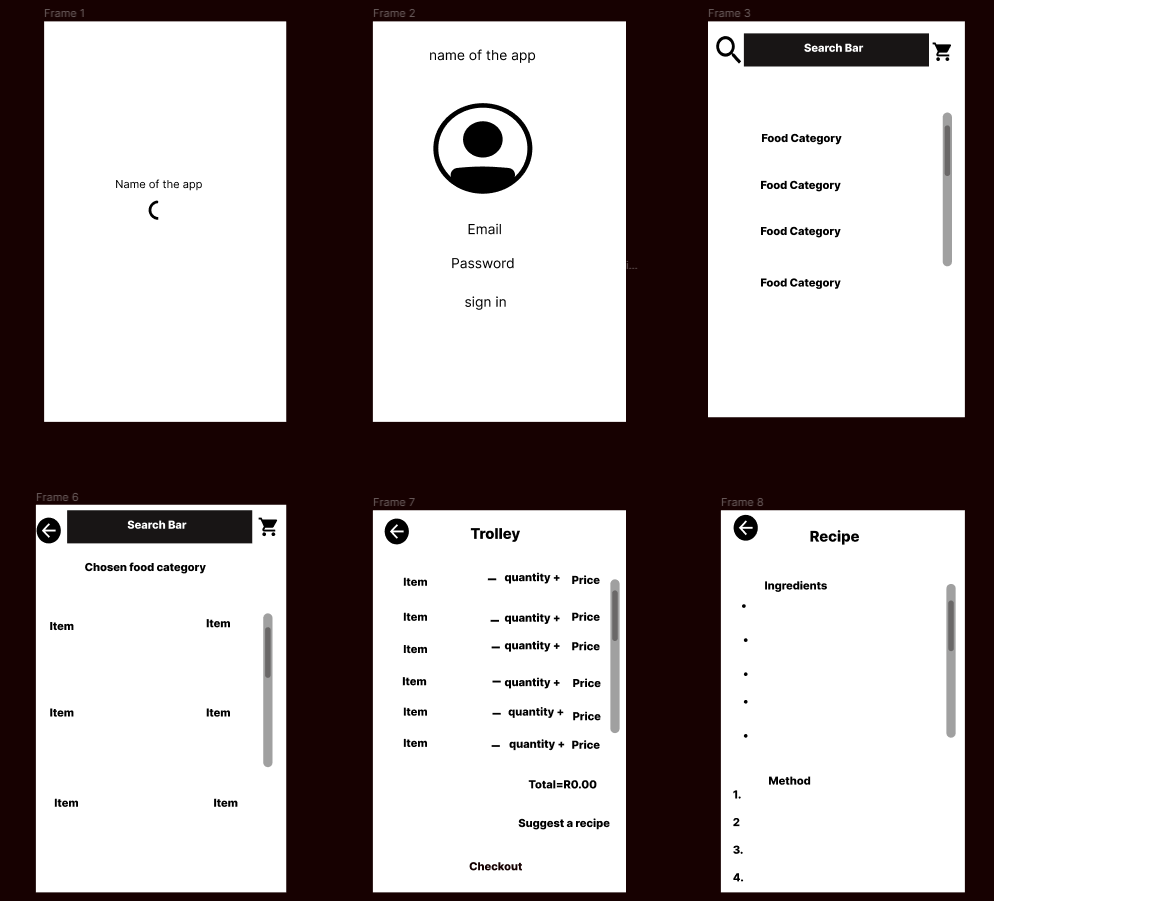 Frame 1
Name of the app
Frame 2
name of the app
Email
Password
sign in
i...
Frame 3
Search Bar
Food Category
Food Category
Food Category
Food Category
Frame 6
Search Bar
Chosen food category
Item Item
Item Item
Item Item
Frame 7
Trolley
Item – quantity + Price
Item – quantity + Price
Item – quantity + Price
Item – quantity + Price
Item – quantity + Price
Item – quantity + Price
Total=R0.00
Suggest a recipe
Checkout
Frame 8
Recipe
Ingredients
•
•
•
•
•
Method
1.
2
3.
4.